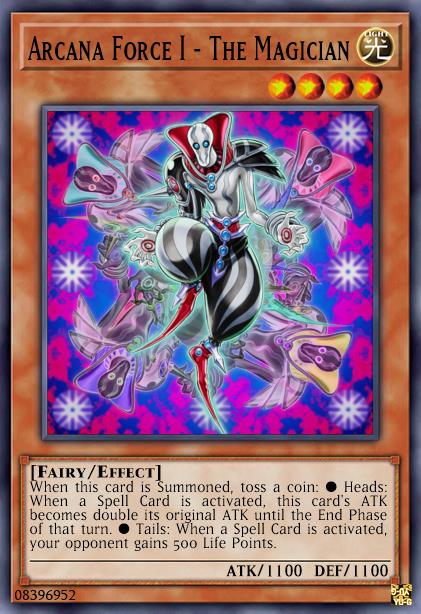 ARCANA FORCE I - THE MAGICIAN
LIGHT
光
[FAIRY/EFFECT]
When this card is Summoned, toss a coin: ● Heads:
When a Spell Card is activated, this card's ATK
becomes double its original ATK until the End Phase
of that turn. ● Tails: When a Spell Card is activated,
your opponent gains 500 Life Points.
ATK/1100 DEF/1100
08396952